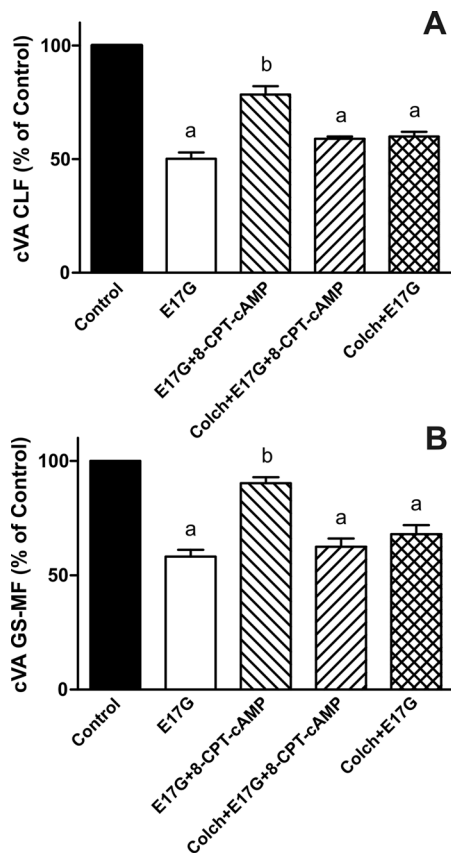 A
cVA CLF (% of Control)
100
50
0
a
b
a
a
Control
E17G
E17G+8-CPT-cAMP
Colch+E17G+8-CPT-cAMP
Colch+E17G
B
cVA GS-MF (% of Control)
100
50
0
a
b
a
a
Control
E17G
E17G+8-CPT-cAMP
Colch+E17G+8-CPT-cAMP
Colch+E17G